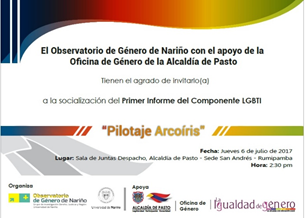 El Observatorio de Género de Nariño con el apoyo de la
Oficina de Género de la Alcaldía de Pasto
Tienen el agrado de invitarlo(a)
a la socialización del Primer Informe del Componente LGBTI
"Pilotaje Arcoíris"
Fecha: Jueves 6 de julio de 2017
Lugar: Sala de Juntas Despacho, Alcaldía de Pasto - Sede San Andrés - Rumipamba
Hora: 2:30 pm
Organiza
Apoya
Observatorio
de Género de Nariño
ALCALDÍA DE PASTO
Oficina de
Género
Igualdad de género